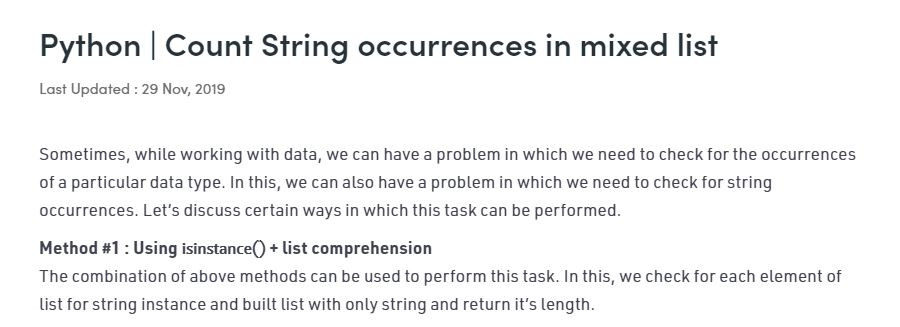 Python | Count String occurrences in mixed list
Last Updated : 29 Nov, 2019
Sometimes, while working with data, we can have a problem in which we need to check for the occurrences
of a particular data type. In this, we can also have a problem in which we need to check for string
occurrences. Let’s discuss certain ways in which this task can be performed.
Method #1 : Using isinstance() + list comprehension
The combination of above methods can be used to perform this task. In this, we check for each element of
list for string instance and built list with only string and return it’s length.